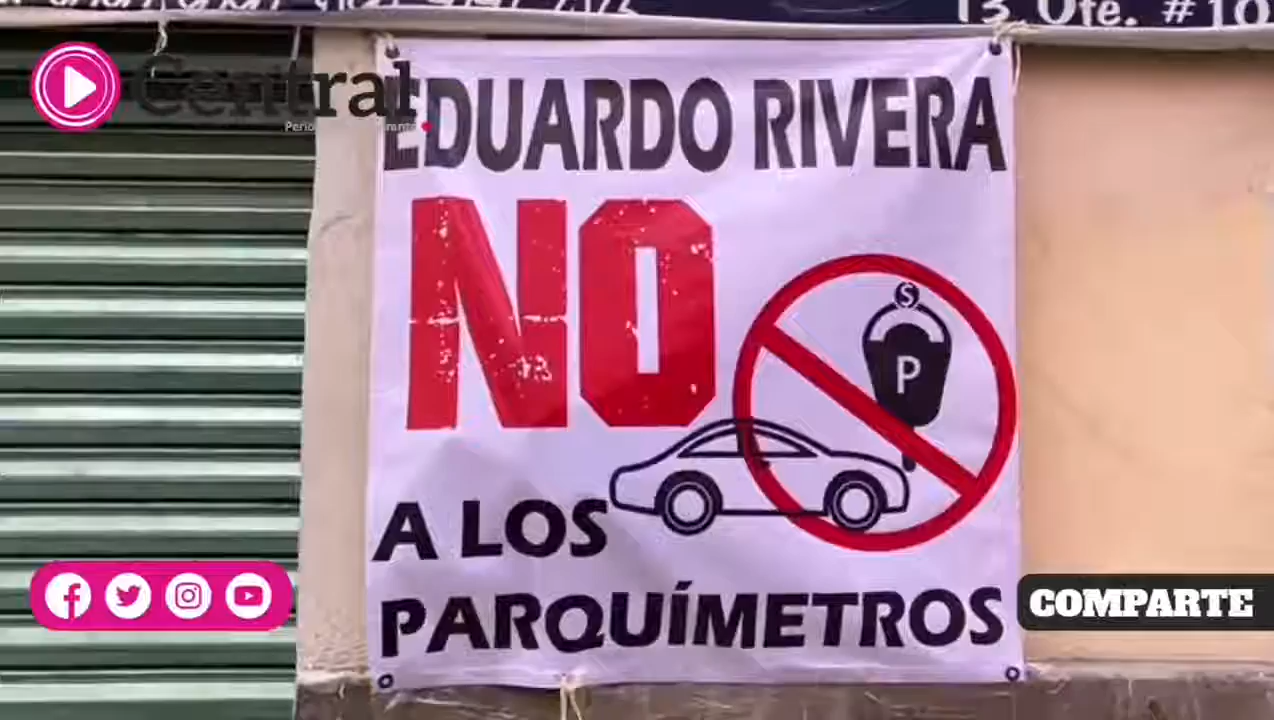 13 Ote. #10
Central.
EDUARDO RIVERA
NO
S
P
A LOS
PARQUÍMETROS
COMPARTE